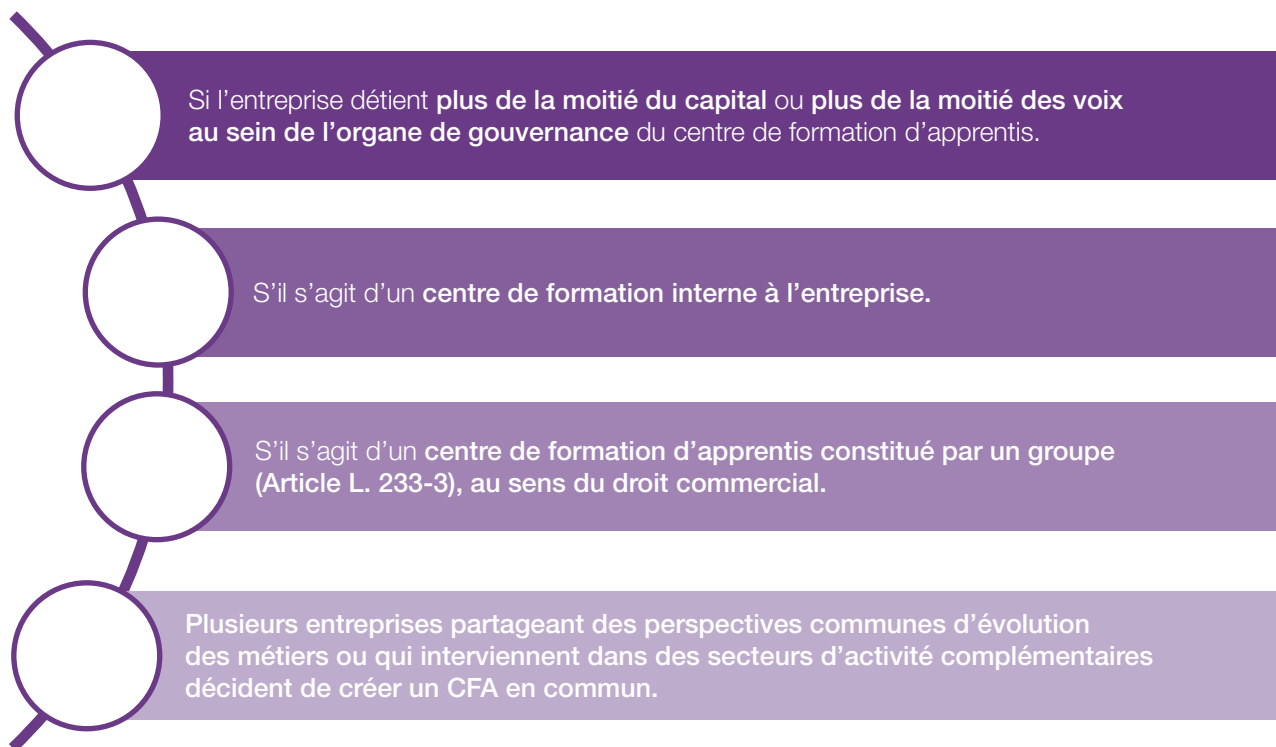 Si l’entreprise détient plus de la moitié du capital ou plus de la moitié des voix
au sein de l’organe de gouvernance du centre de formation d’apprentis.
S’il s’agit d’un centre de formation interne à l’entreprise.
S’il s’agit d’un centre de formation d’apprentis constitué par un groupe
(Article L. 233-3), au sens du droit commercial.
Plusieurs entreprises partageant des perspectives communes d’évolution
des métiers ou qui interviennent dans des secteurs d’activité complémentaires
décident de créer un CFA en commun.